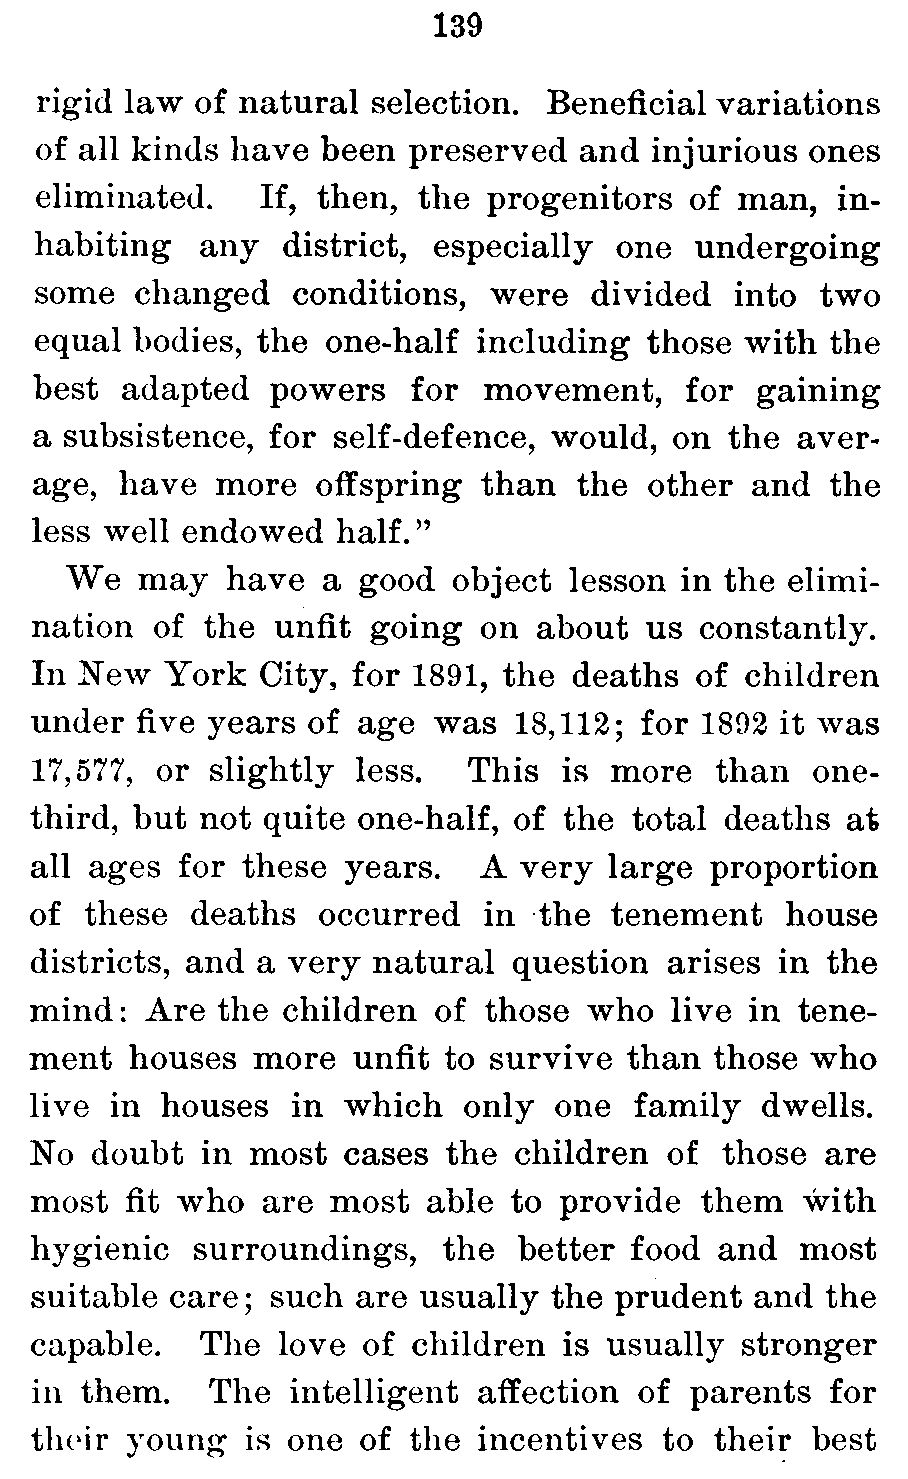 139
rigid law of natural selection. Beneficial variations
of all kinds have been preserved and injurious ones
eliminated. If, then, the progenitors of man, in-
habiting any district, especially one undergoing
some changed conditions, were divided into two
equal bodies, the one-half including those with the
best adapted powers for movement, for gaining
a subsistence, for self-defence, would, on the aver-
age, have more offspring than the other and the
less well endowed half."
We may have a good object lesson in the elimi-
nation of the unfit going on about us constantly.
In New York City, for 1891, the deaths of children
under five years of age was 18,112; for 1892 it was
17,577, or slightly less. This is more than one-
third, but not quite one-half, of the total deaths at
all ages for these years. A very large proportion
of these deaths occurred in the tenement house
districts, and a very natural question arises in the
mind: Are the children of those who live in tene-
ment houses more unfit to survive than those who
live in houses in which only one family dwells.
No doubt in most cases the children of those are
most fit who are most able to provide them with
hygienic surroundings, the better food and most
suitable care; such are usually the prudent and the
capable. The love of children is usually stronger
in them. The intelligent affection of parents for
their young is one of the incentives to their best